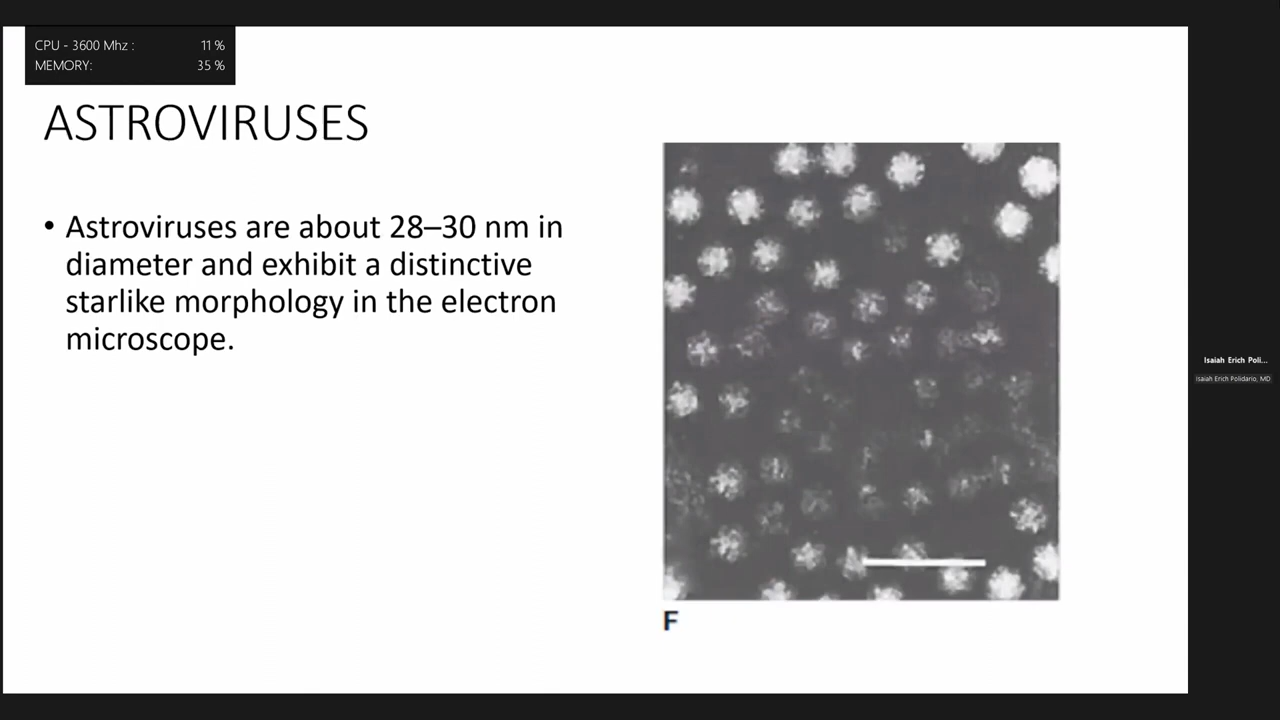 CPU - 3600 Mhz : 11 %
MEMORY: 35 %
ASTROVIRUSES
• Astroviruses are about 28–30 nm in
diameter and exhibit a distinctive
starlike morphology in the electron
microscope.
F
Isaiah Erich Poli...
Isaiah Erich Polidario, MD